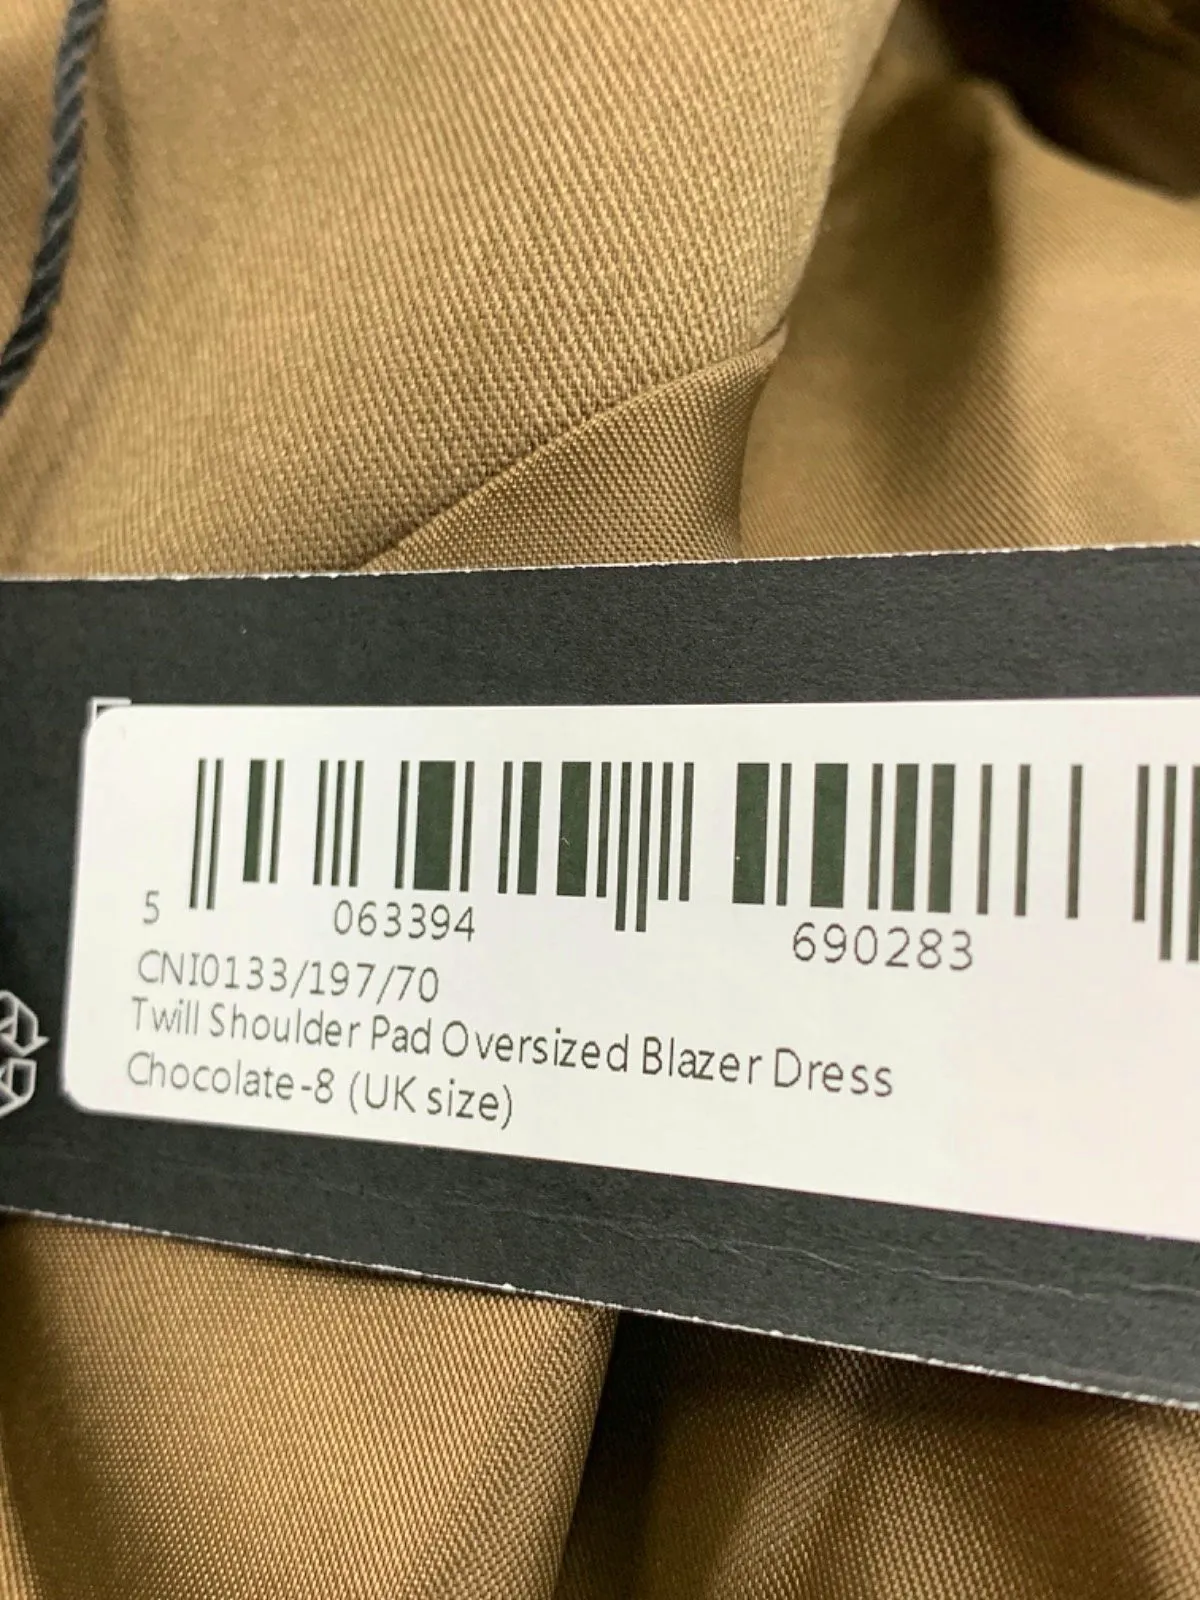 5 063394 690283
CNI0133/197/70
Twill Shoulder Pad Oversized Blazer Dress
Chocolate-8 (UK size)